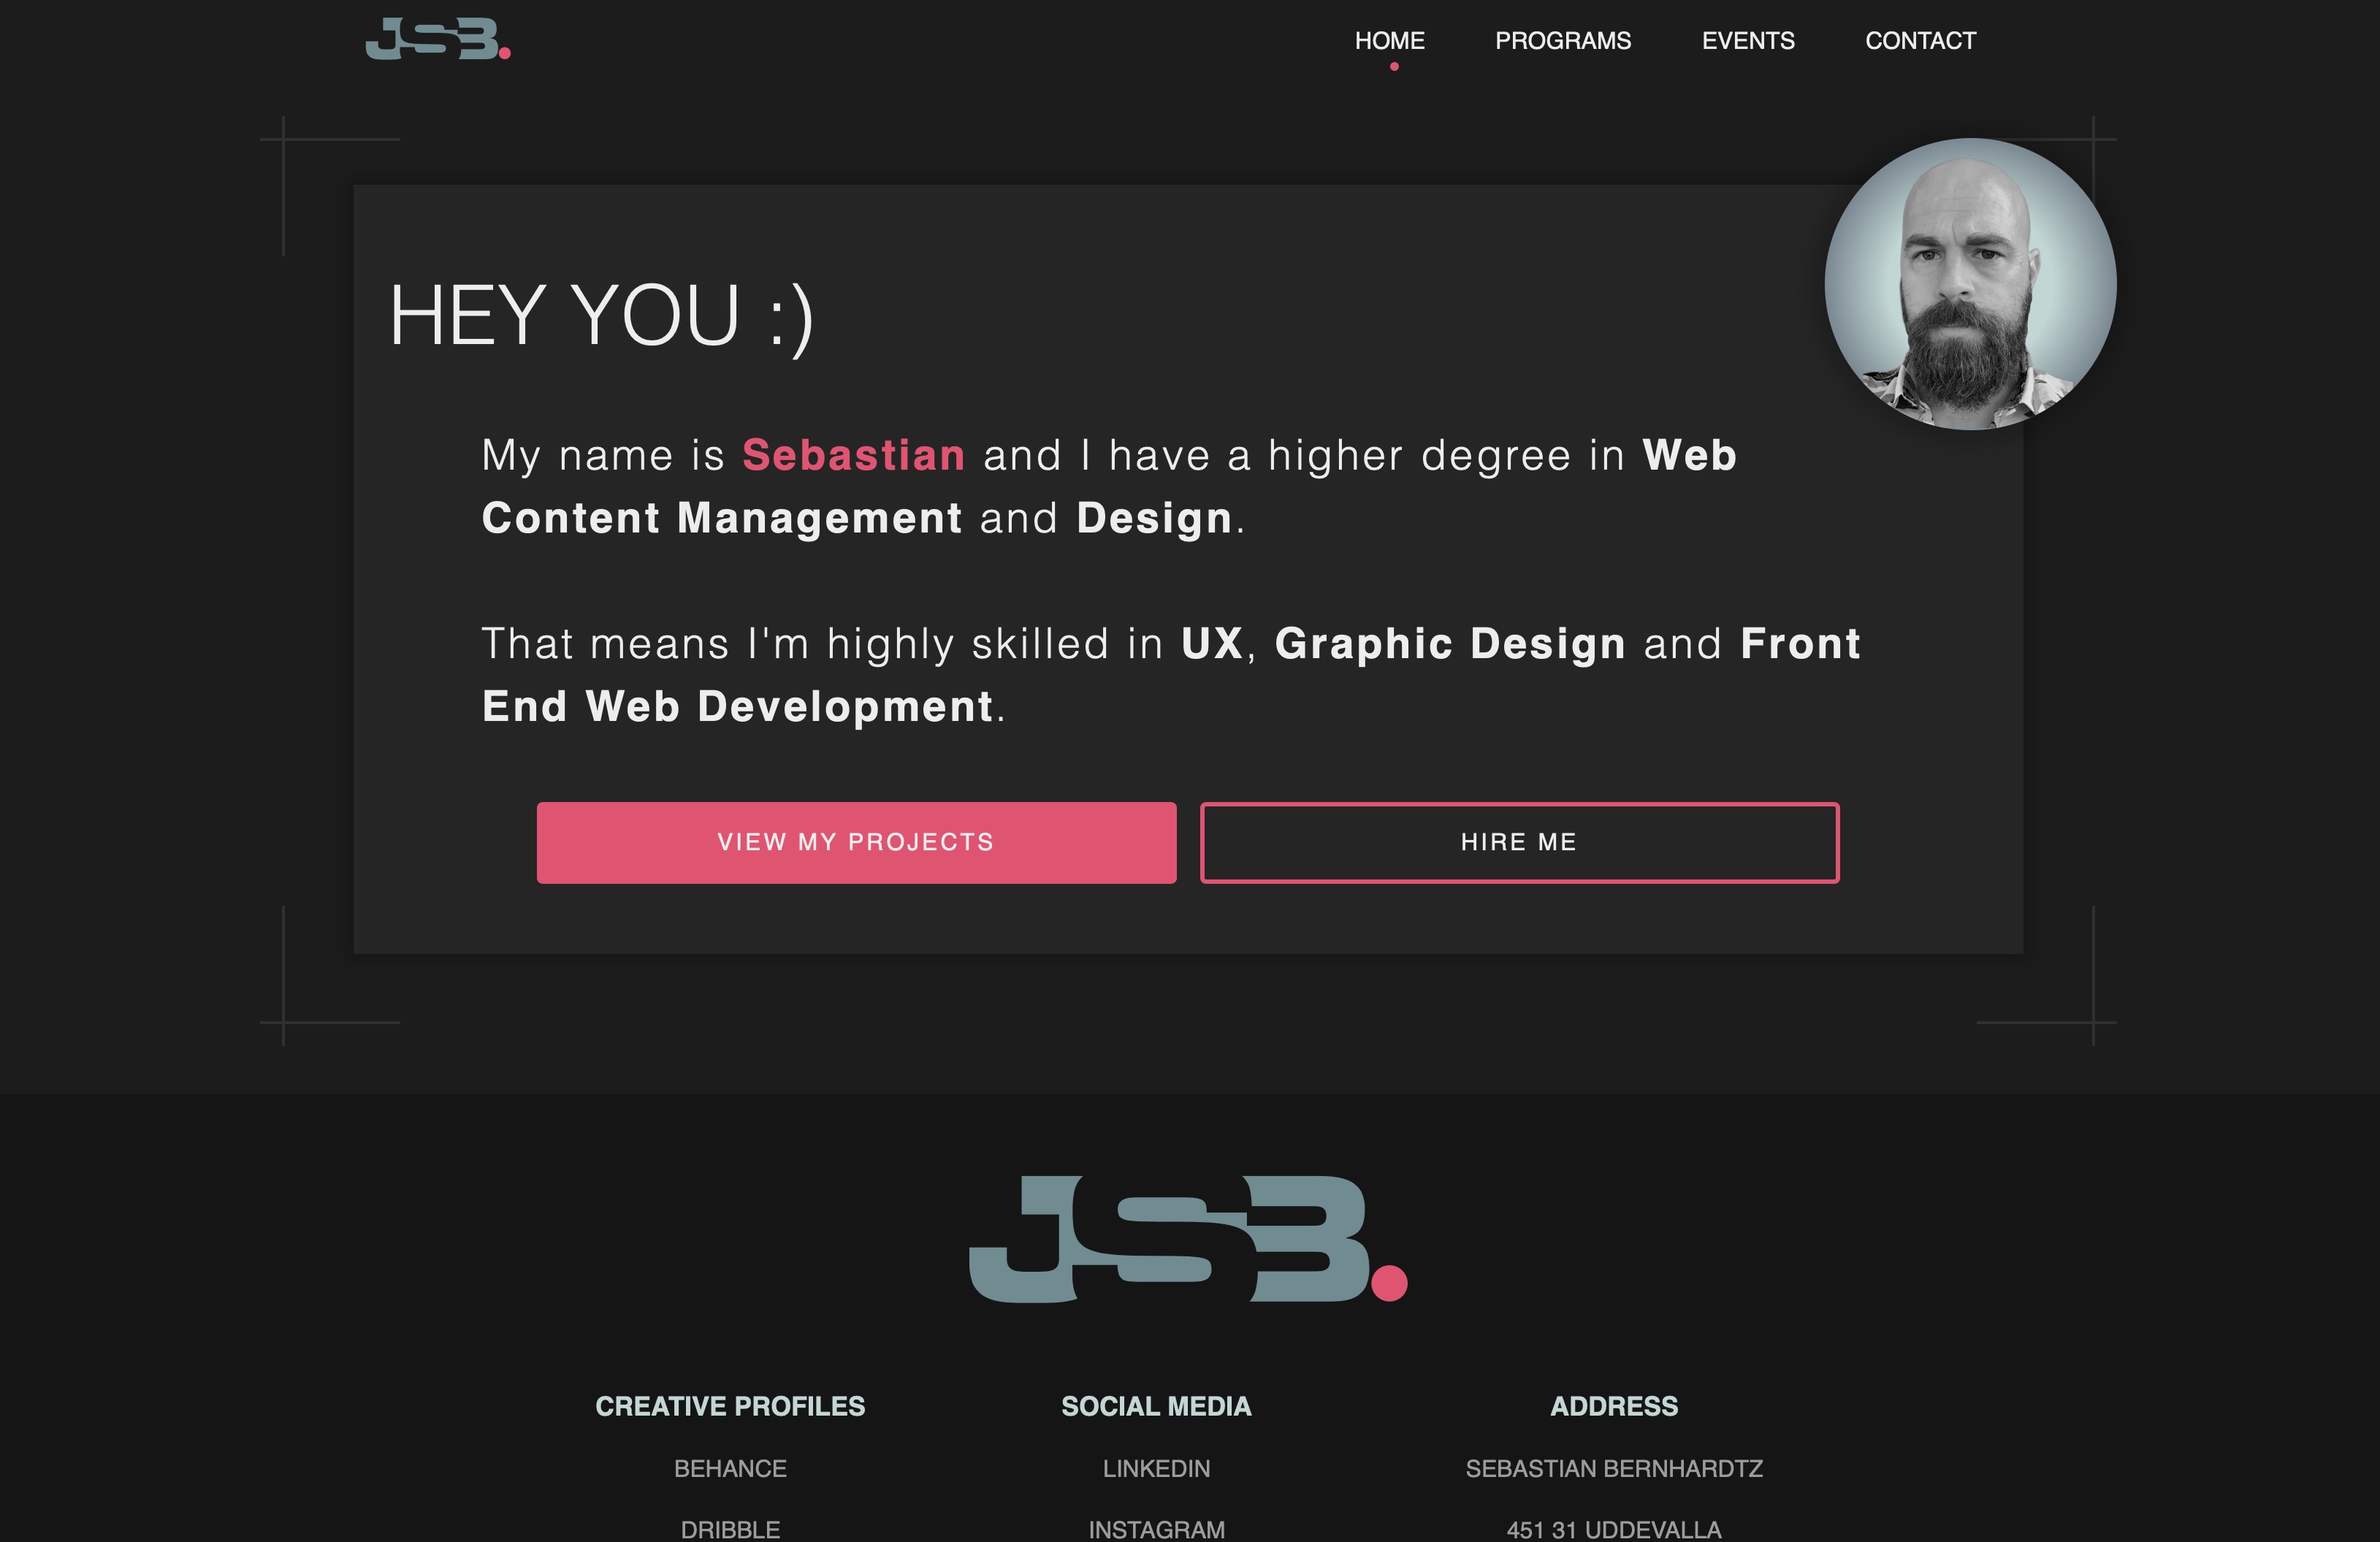 JSB.
HOME PROGRAMS EVENTS CONTACT
HEY YOU :)
My name is Sebastian and I have a higher degree in Web
Content Management and Design.
That means I'm highly skilled in UX, Graphic Design and Front
End Web Development.
VIEW MY PROJECTS HIRE ME
JSB.
CREATIVE PROFILES SOCIAL MEDIA ADDRESS
BEHANCE LINKEDIN SEBASTIAN BERNHARDTZ
DRIBBLE INSTAGRAM 451 31 UDDEVALLA